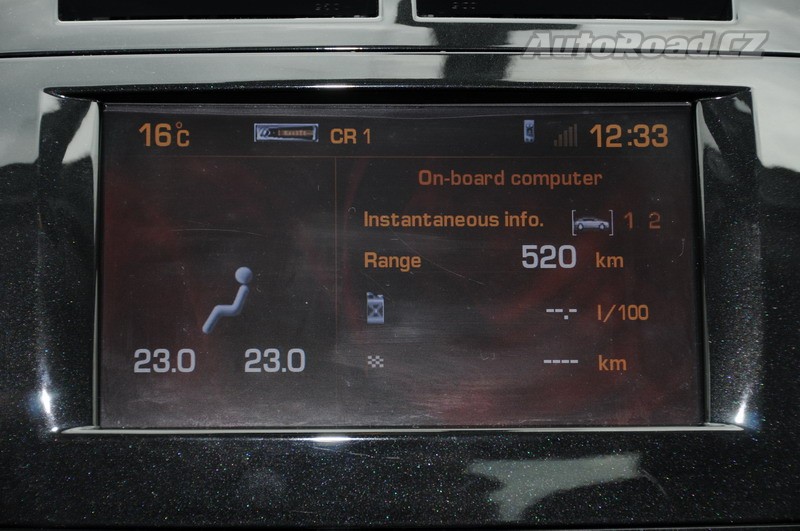 AutoRoad.CZ
16°C CR 1 12:33
On-board computer
Instantaneous info. 1 2
Range 520 km
--.- l/100
23.0 23.0 ---- km